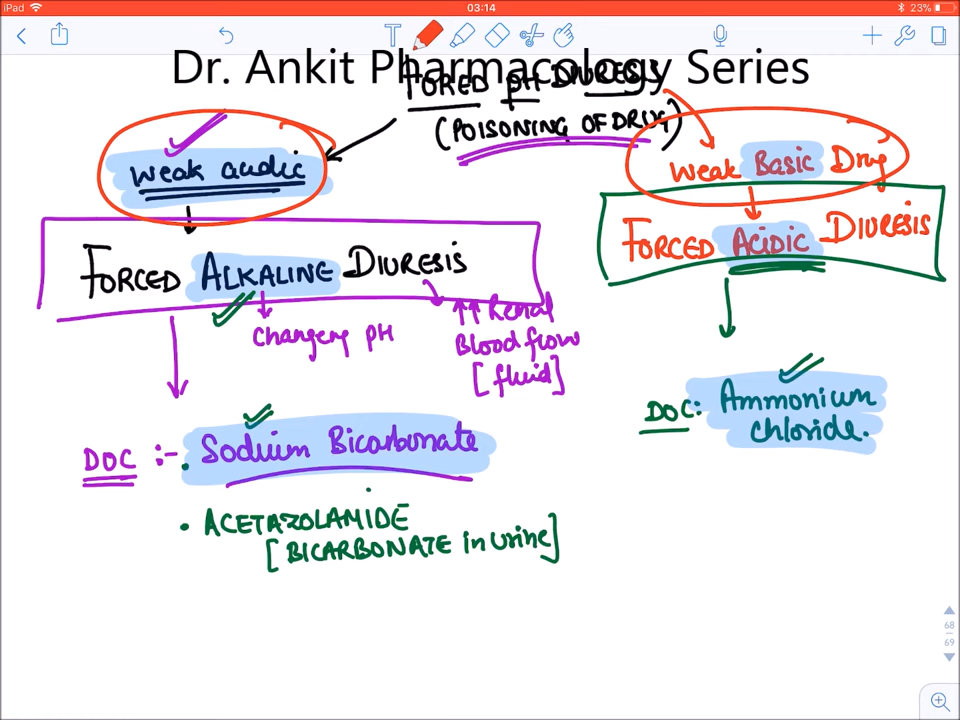 iPad
03:14
23%
T
Dr. Ankit Pharmacology Series
FORCED pH DIURESIS
(POISONING OF DRUG)
weak acidic
Weak Basic Drug
FORCED ALKALINE DIURESIS
FORCED ACIDIC DIURESIS
Changing pH
↑↑ Renal
Blood flow
[fluid]
DOC :- • Sodium Bicarbonate
DOC: Ammonium
chloride.
• ACETAZOLAMIDE
[BICARBONATE in urine]
68
69